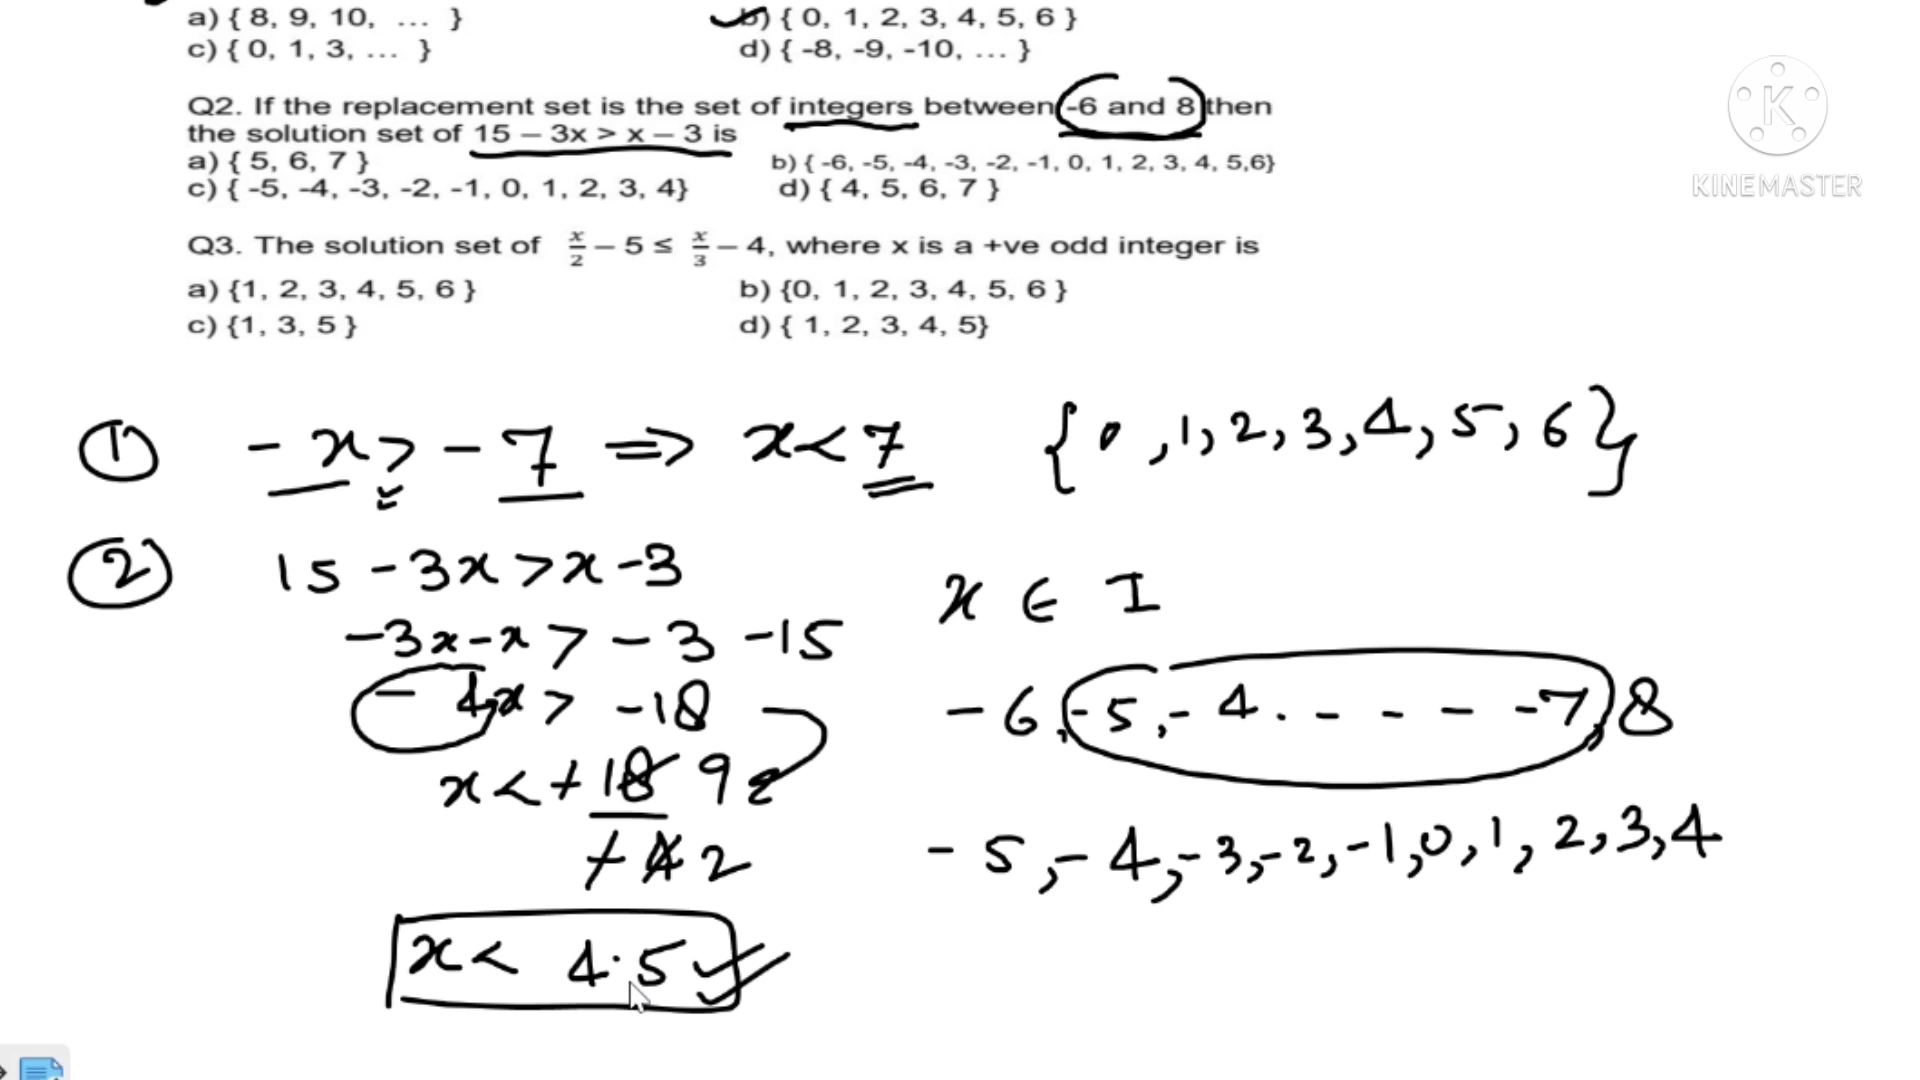 a) { 8, 9, 10, ... }
b) { 0, 1, 2, 3, 4, 5, 6 }
c) { 0, 1, 3, ... }
d) { -8, -9, -10, ... }
Q2. If the replacement set is the set of integers between -6 and 8 then
the solution set of 15 – 3x > x – 3 is
a) { 5, 6, 7 }
b) { -6, -5, -4, -3, -2, -1, 0, 1, 2, 3, 4, 5,6}
c) { -5, -4, -3, -2, -1, 0, 1, 2, 3, 4}
d) { 4, 5, 6, 7 }
KINEMASTER
Q3. The solution set of x/2 – 5 ≤ x/3 – 4, where x is a +ve odd integer is
a) {1, 2, 3, 4, 5, 6 }
b) {0, 1, 2, 3, 4, 5, 6 }
c) {1, 3, 5 }
d) { 1, 2, 3, 4, 5}
1 -x > -7 ⇒ x < 7 {0, 1, 2, 3, 4, 5, 6}
2 15 - 3x > x - 3
-3x - x > -3 -15
-4x > -18
x < +18 9
+4 2
x < 4.5
x ∈ I
-6, -5, -4. - - - - 7, 8
-5, -4, -3, -2, -1, 0, 1, 2, 3, 4